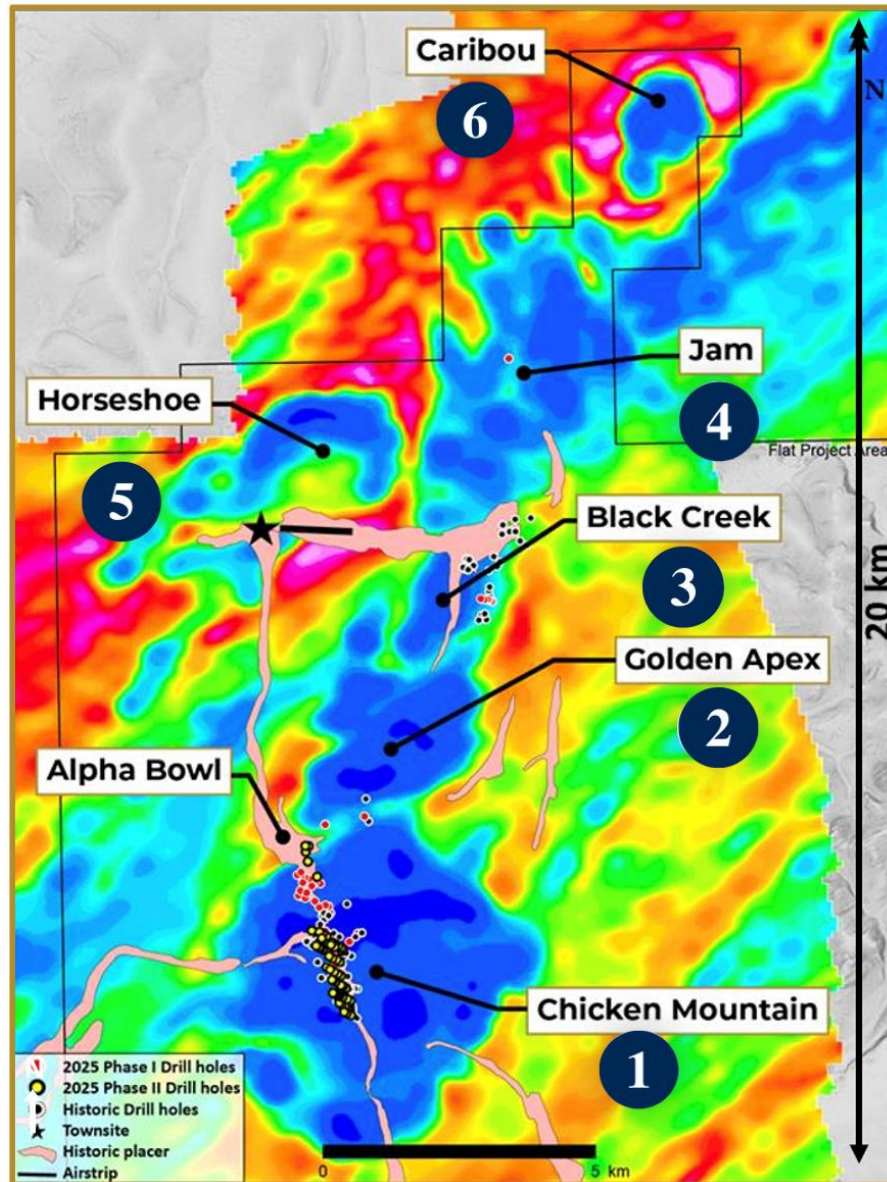 Caribou
6
N
Jam
4
Horseshoe
Flat Project Area
5
Black Creek
3
20 km
Golden Apex
2
Alpha Bowl
Chicken Mountain
1
2025 Phase I Drill holes
2025 Phase II Drill holes
Historic Drill holes
Townsite
Historic placer
Airstrip
0
5 km